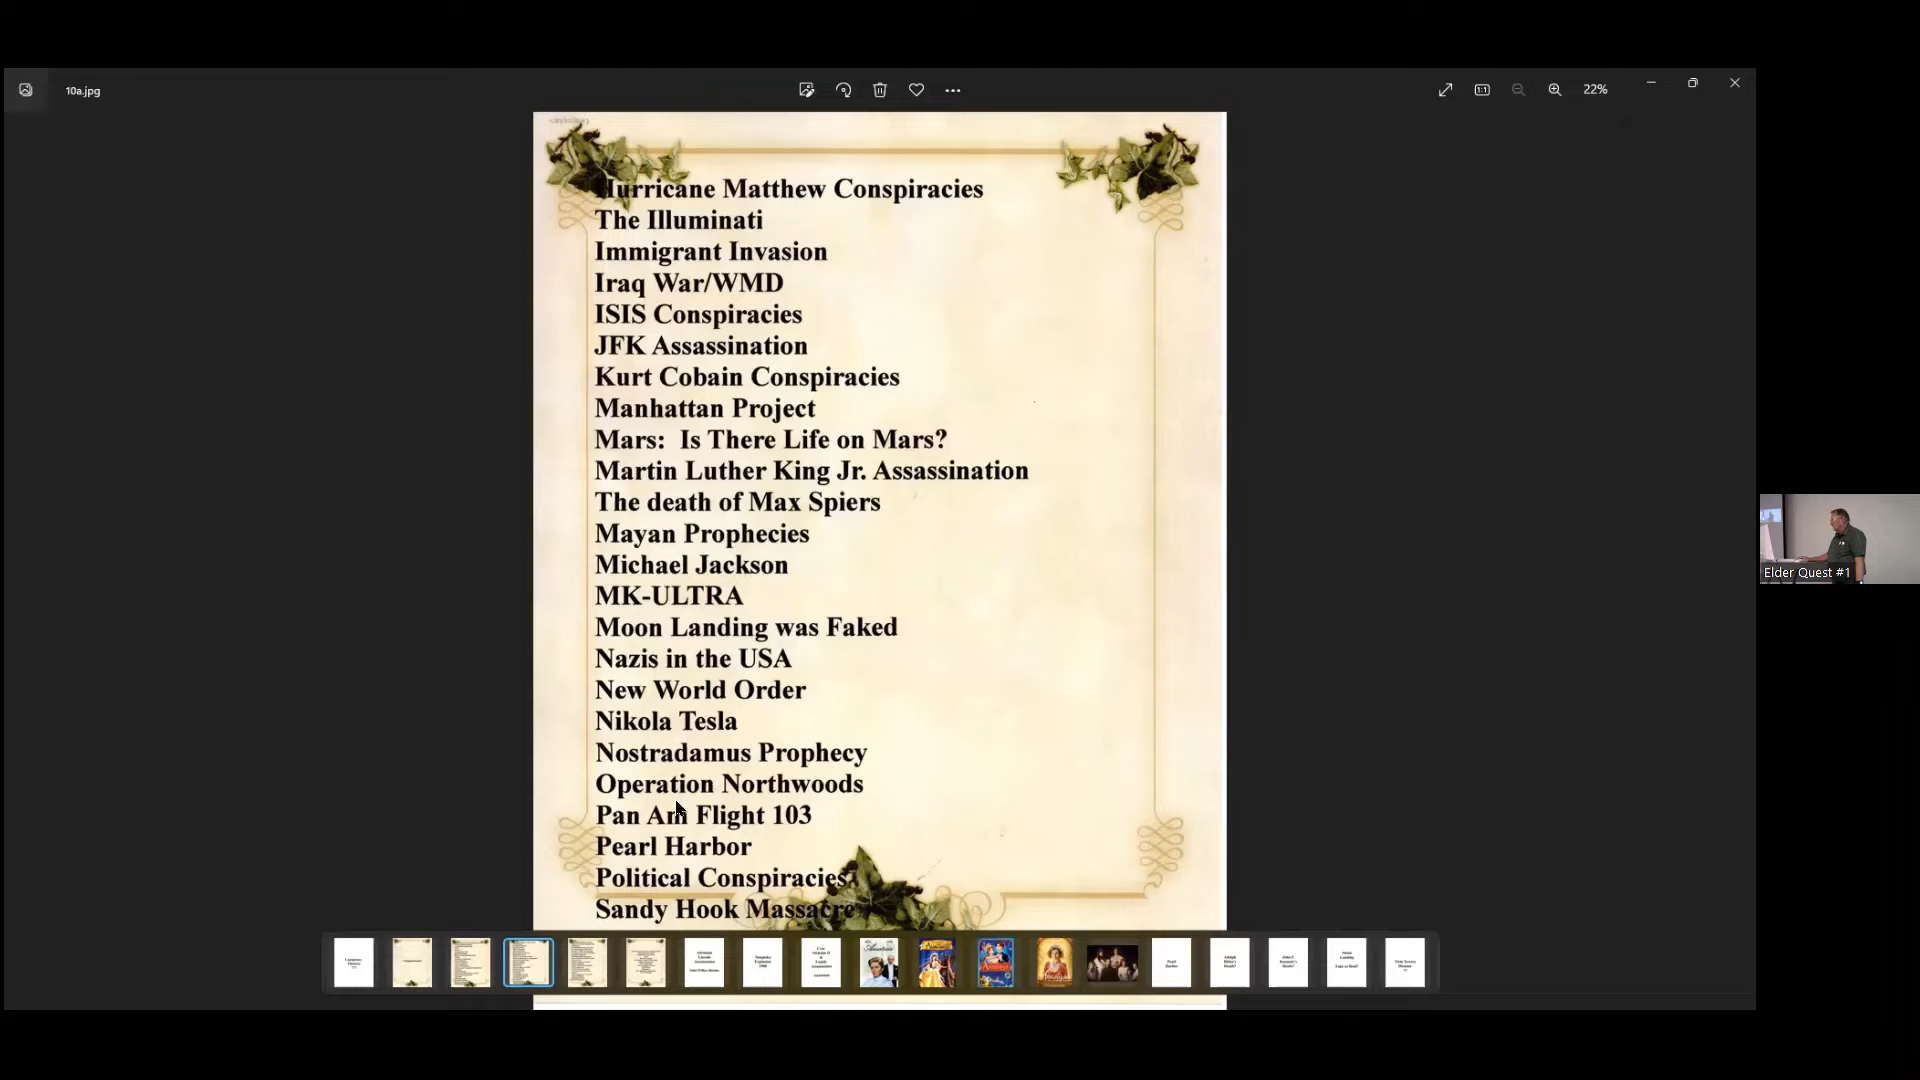 10a.jpg
22%
Hurricane Matthew Conspiracies
The Illuminati
Immigrant Invasion
Iraq War/WMD
ISIS Conspiracies
JFK Assassination
Kurt Cobain Conspiracies
Manhattan Project
Mars:  Is There Life on Mars?
Martin Luther King Jr. Assassination
The death of Max Spiers
Mayan Prophecies
Michael Jackson
MK-ULTRA
Moon Landing was Faked
Nazis in the USA
New World Order
Nikola Tesla
Nostradamus Prophecy
Operation Northwoods
Pan Am Flight 103
Pearl Harbor
Political Conspiracies
Sandy Hook Massacre
Elder Quest #1